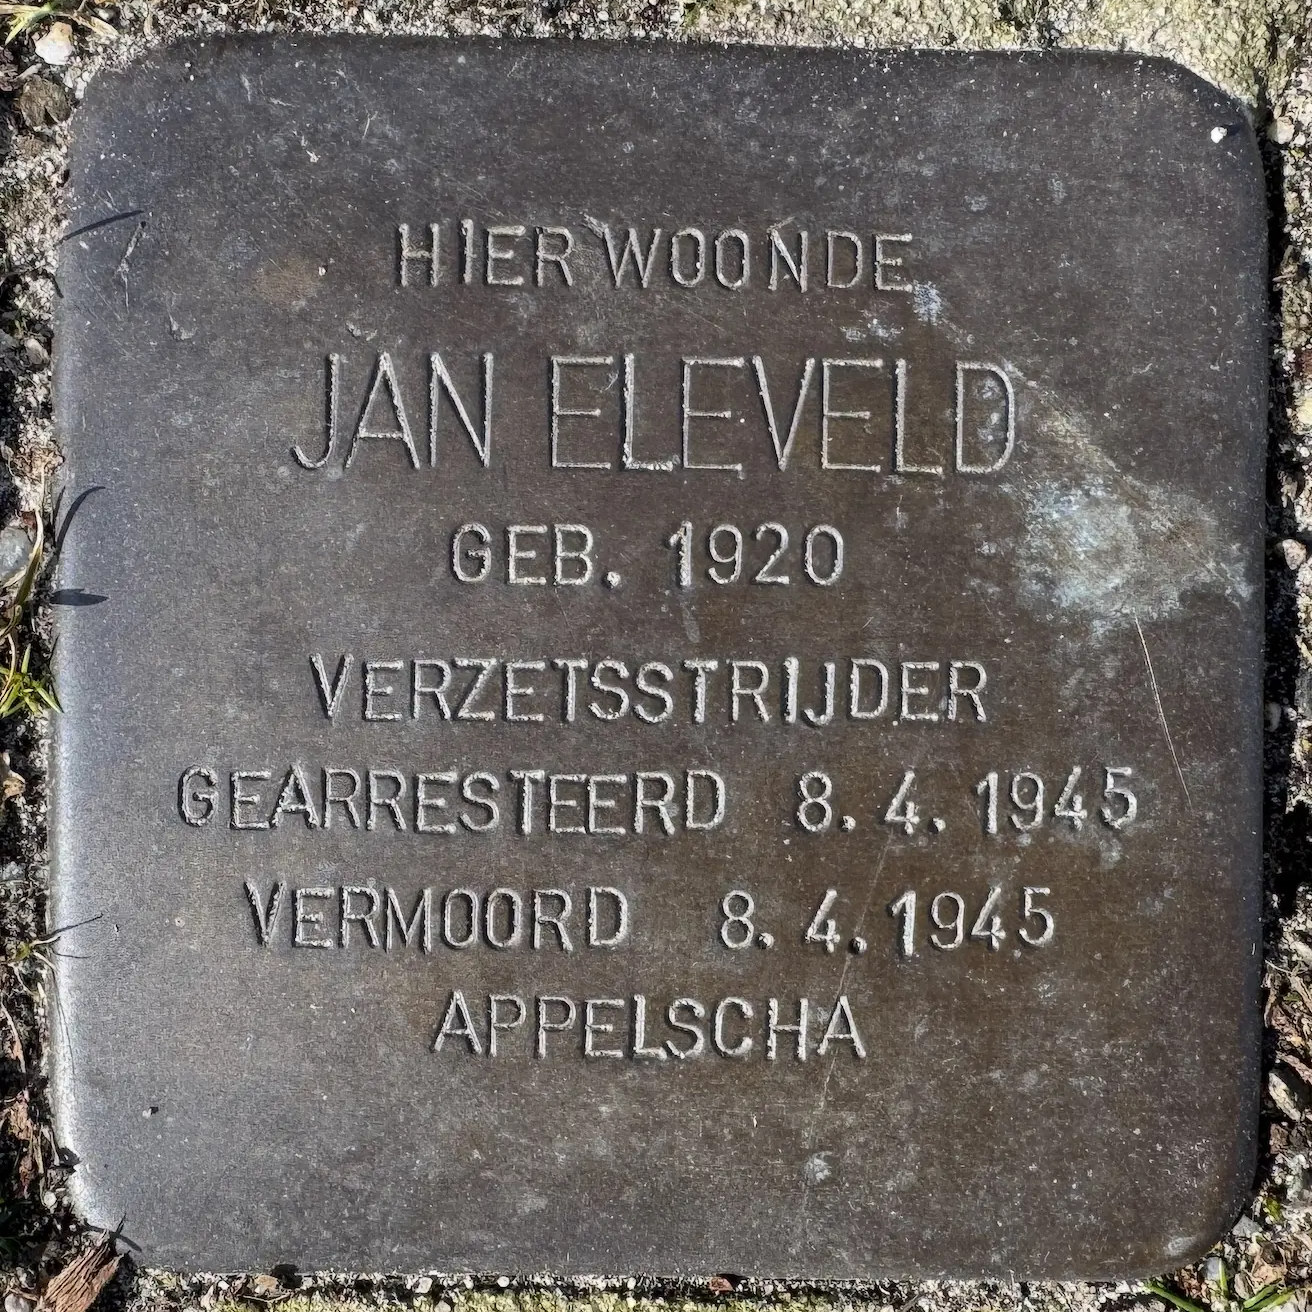 HIER WOONDE
JAN ELEVELD
GEB. 1920
VERZETSSTRIJDER
GEARRESTEERD 8.4.1945
VERMOORD 8.4.1945
APPELSCHA